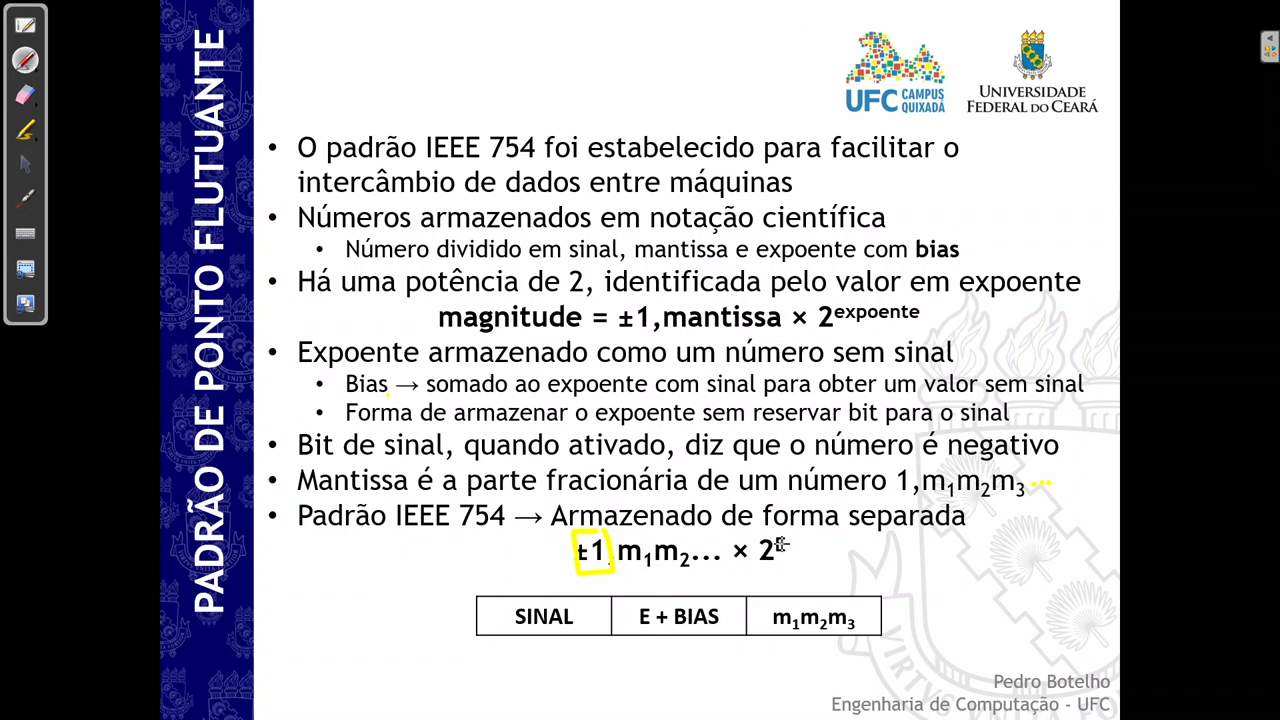 PADRÃO DE PONTO FLUTUANTE
UFC CAMPUS QUIXADÁ
UNIVERSIDADE FEDERAL DO CEARÁ
• O padrão IEEE 754 foi estabelecido para facilitar o
intercâmbio de dados entre máquinas
• Números armazenados em notação científica
• Número dividido em sinal, mantissa e expoente com bias
• Há uma potência de 2, identificada pelo valor em expoente
magnitude = ±1,mantissa × 2^expoente
• Expoente armazenado como um número sem sinal
• Bias → somado ao expoente com sinal para obter um valor sem sinal
• Forma de armazenar o expoente sem reservar bit para o sinal
• Bit de sinal, quando ativado, diz que o número é negativo
• Mantissa é a parte fracionária de um número 1,m₁m₂m₃ ...
• Padrão IEEE 754 → Armazenado de forma separada
±1,m₁m₂... × 2
SINAL E + BIAS m₁m₂m₃
Pedro Botelho
Engenharia de Computação - UFC